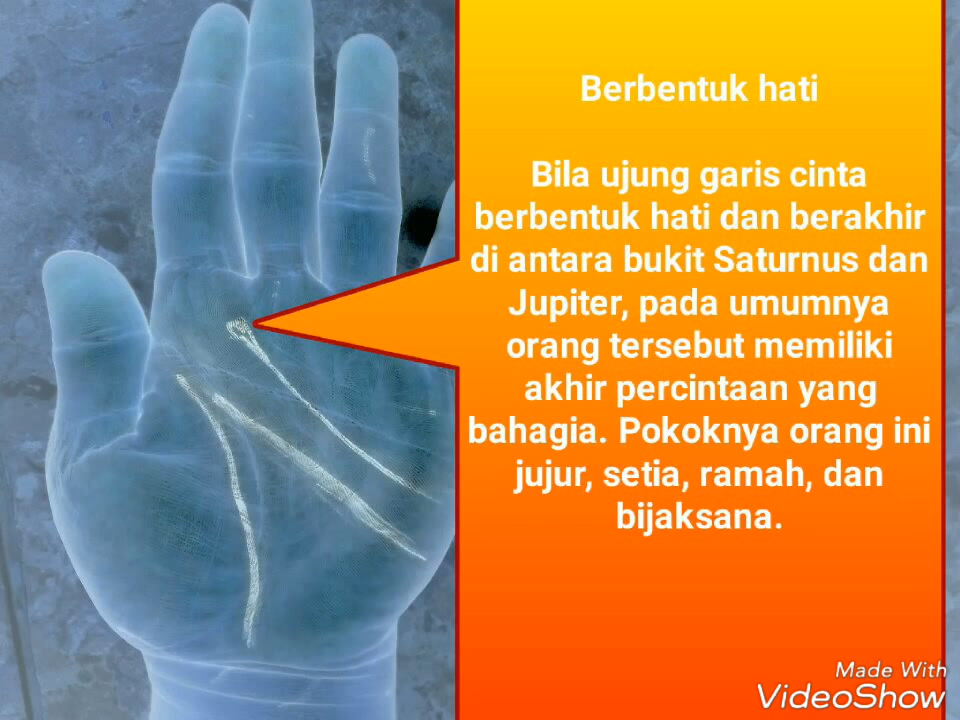 Berbentuk hati
Bila ujung garis cinta
berbentuk hati dan berakhir
di antara bukit Saturnus dan
Jupiter, pada umumnya
orang tersebut memiliki
akhir percintaan yang
bahagia. Pokoknya orang ini
jujur, setia, ramah, dan
bijaksana.
Made With
VideoShow